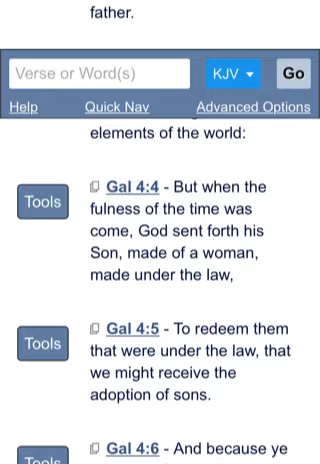 father.
Verse or Word(s)
KJV
Go
Help
Quick Nav
Advanced Options
elements of the world:
Tools
Gal 4:4 - But when the
fulness of the time was
come, God sent forth his
Son, made of a woman,
made under the law,
Tools
Gal 4:5 - To redeem them
that were under the law, that
we might receive the
adoption of sons.
Tools
Gal 4:6 - And because ye